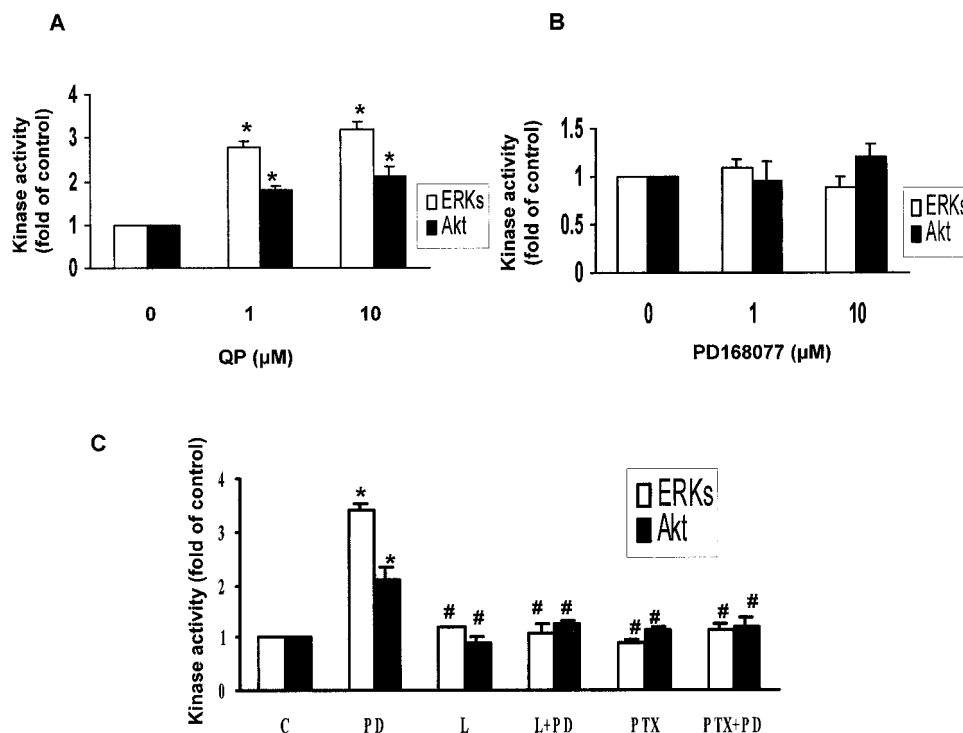 A
Kinase activity
(fold of control)
4
3
2
1
0
*
*
*
*
ERKs
Akt
0
1
10
QP (µM)
B
Kinase activity
(fold of control)
1.5
1
0.5
0
ERKs
Akt
0
1
10
PD168077 (µM)
C
Kinase activity (fold of control)
4
3
2
1
0
*
*
# #
# #
# #
# #
ERKs
Akt
C PD L L+PD PTX PTX+PD